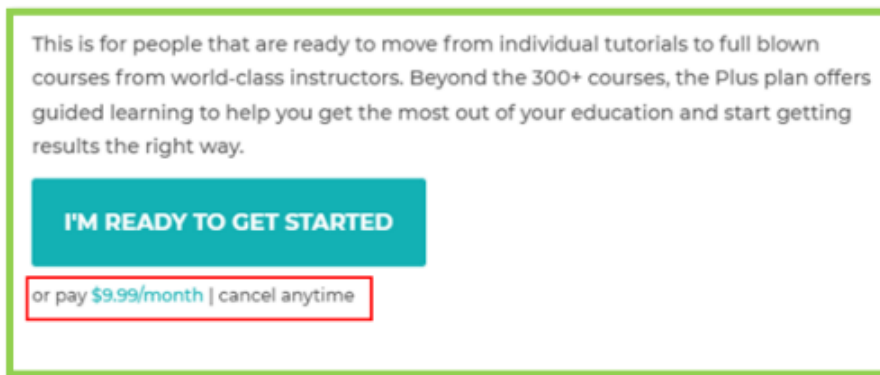 This is for people that are ready to move from individual tutorials to full blown
courses from world-class instructors. Beyond the 300+ courses, the Plus plan offers
guided learning to help you get the most out of your education and start getting
results the right way.
I'M READY TO GET STARTED
or pay $9.99/month | cancel anytime